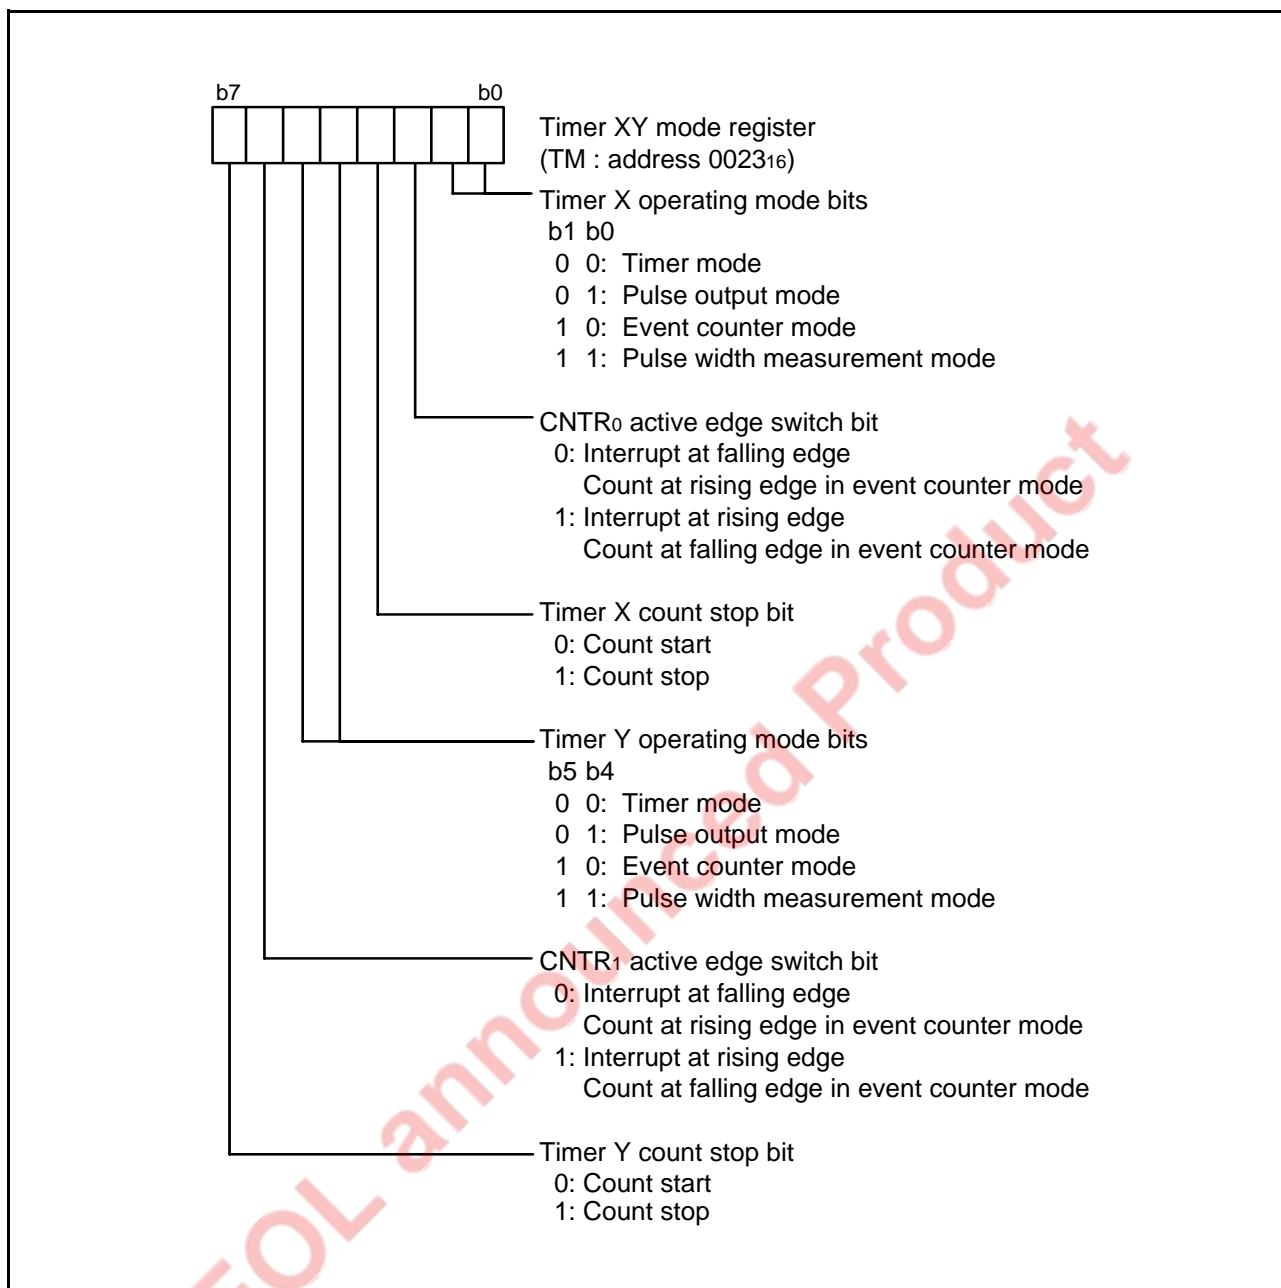 b7 b0
Timer XY mode register
(TM : address 002316)
Timer X operating mode bits
b1 b0
0 0: Timer mode
0 1: Pulse output mode
1 0: Event counter mode
1 1: Pulse width measurement mode
CNTR0 active edge switch bit
0: Interrupt at falling edge
Count at rising edge in event counter mode
1: Interrupt at rising edge
Count at falling edge in event counter mode
Timer X count stop bit
0: Count start
1: Count stop
Timer Y operating mode bits
b5 b4
0 0: Timer mode
0 1: Pulse output mode
1 0: Event counter mode
1 1: Pulse width measurement mode
CNTR1 active edge switch bit
0: Interrupt at falling edge
Count at rising edge in event counter mode
1: Interrupt at rising edge
Count at falling edge in event counter mode
Timer Y count stop bit
0: Count start
1: Count stop
EOL announced Product